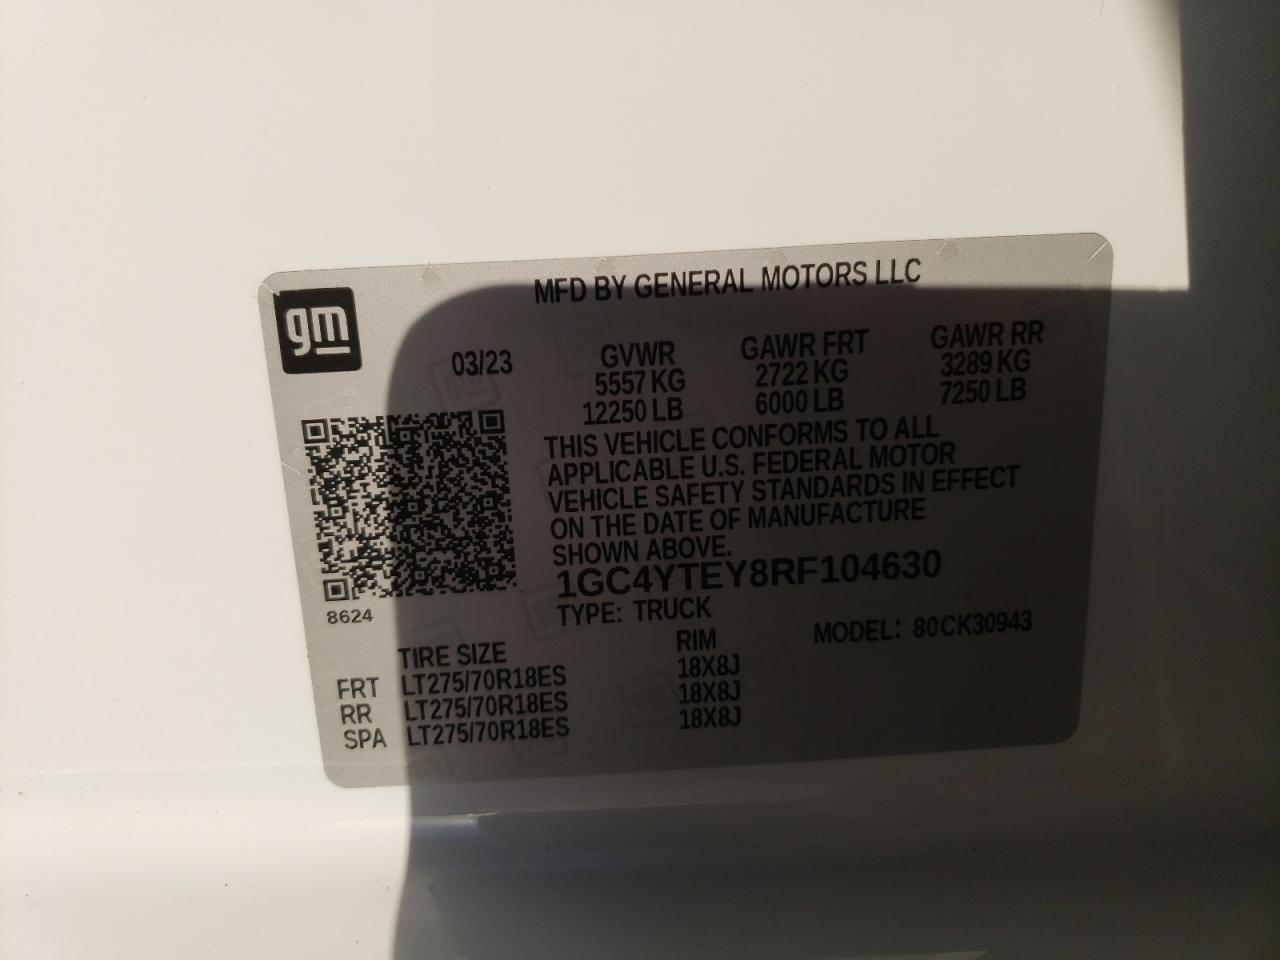 MFD BY GENERAL MOTORS LLC
gm
03/23 GVWR GAWR FRT GAWR RR
5557 KG 2722 KG 3289 KG
12250 LB 6000 LB 7250 LB
THIS VEHICLE CONFORMS TO ALL
APPLICABLE U.S. FEDERAL MOTOR
VEHICLE SAFETY STANDARDS IN EFFECT
ON THE DATE OF MANUFACTURE
SHOWN ABOVE.
1GC4YTEY8RF104630
8624
TYPE: TRUCK
MODEL: 80CK30943
TIRE SIZE RIM
FRT LT275/70R18ES 18X8J
RR LT275/70R18ES 18X8J
SPA LT275/70R18ES 18X8J